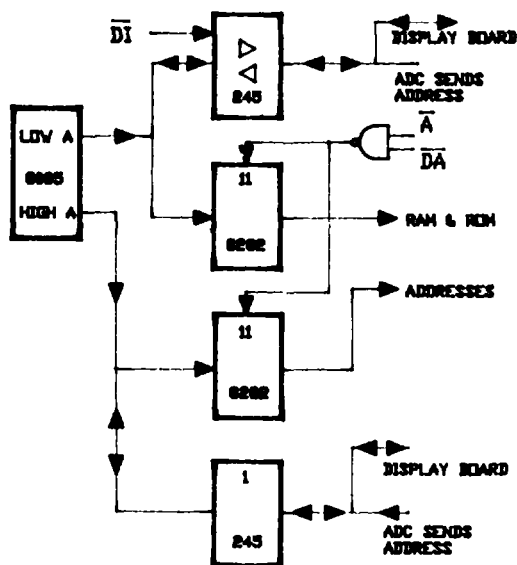 DI
DISPLAY BOARD
245
ADC SENDS
ADDRESS
LOW A
8085
HIGH A
A
DA
11
8282
RAM & ROM
11
8282
ADDRESSES
1
245
DISPLAY BOARD
ADC SENDS
ADDRESS